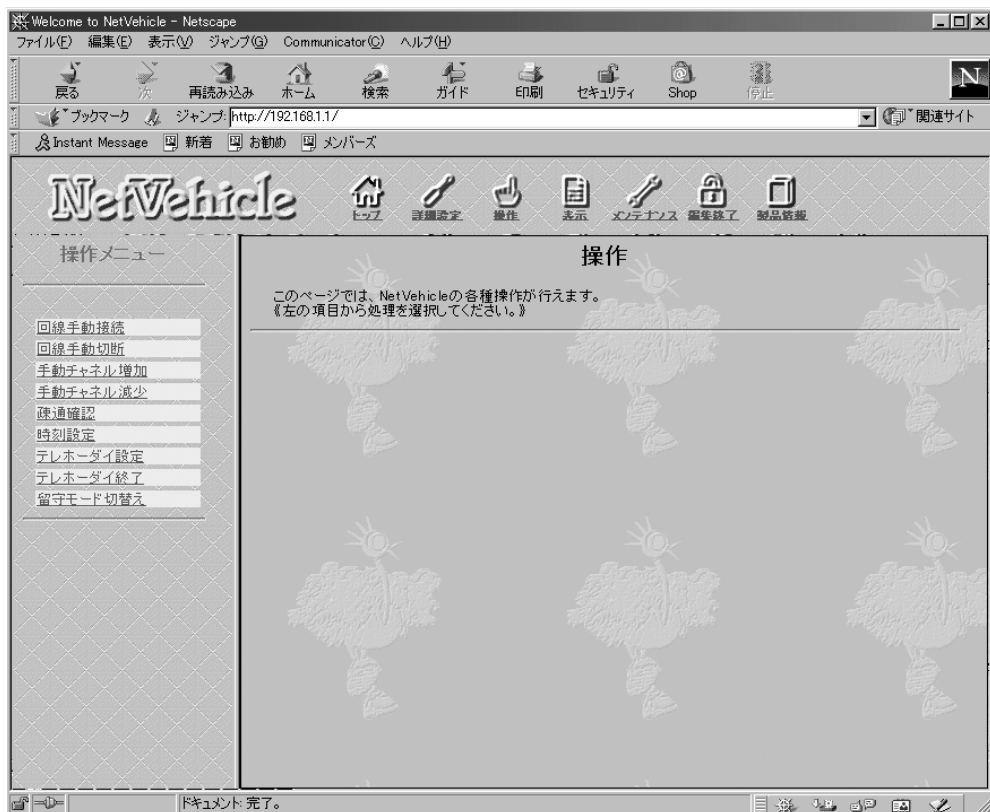 Welcome to NetVehicle - Netscape
ファイル(F) 編集(E) 表示(V) ジャンプ(G) Communicator(C) ヘルプ(H)
戻る 次 再読み込み ホーム 検索 ガイド 印刷 セキュリティ Shop 停止
N
ブックマーク ジャンプ: http://192.168.1.1/ 関連サイト
Instant Message 新着 お勧め メンバーズ
NetVehicle トップ 詳細設定 操作 表示 メンテナンス 編集終了 製品情報
操作メニュー
回線手動接続
回線手動切断
手動チャネル増加
手動チャネル減少
疎通確認
時刻設定
テレホーダイ設定
テレホーダイ終了
留守モード切替え
操作
このページでは、NetVehicleの各種操作が行えます。
《左の項目から処理を選択してください。》
ドキュメント: 完了。